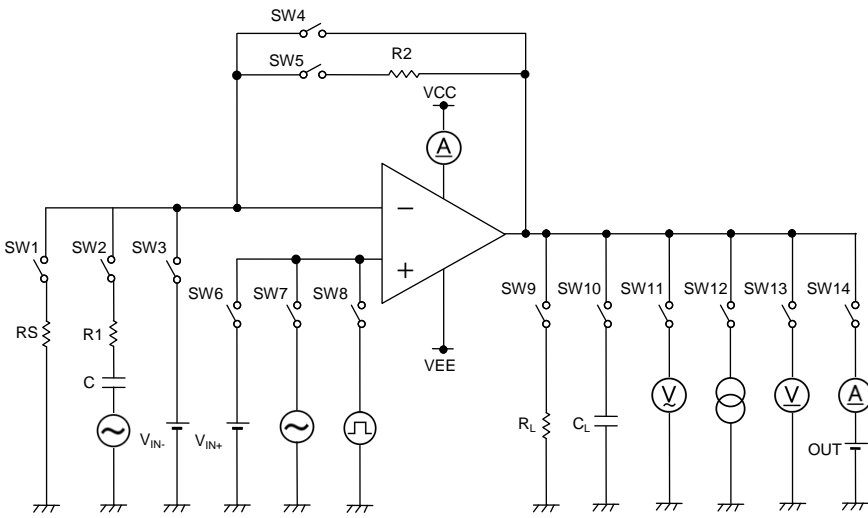 SW4
SW5
R2
VCC
A
−
+
SW1
SW2
SW3
SW6
SW7
SW8
SW9
SW10
SW11
SW12
SW13
SW14
RS
R1
C
VIN-
VIN+
VEE
RL
CL
V
V
A
OUT